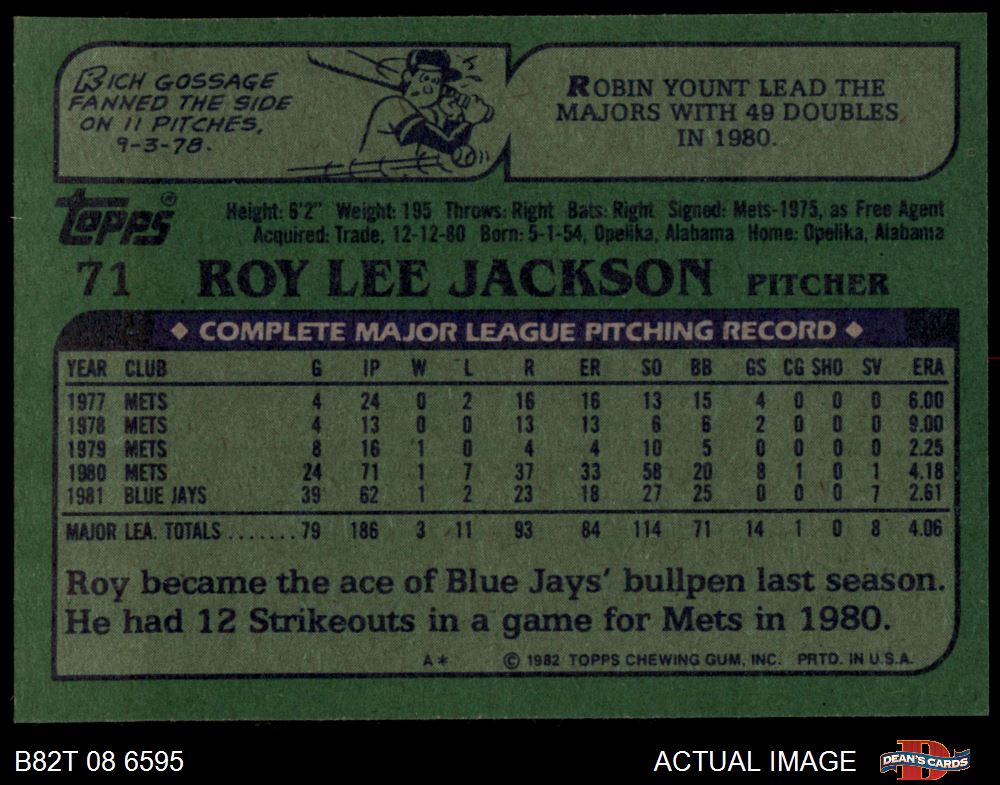 RICH GOSSAGE
FANNED THE SIDE
ON 11 PITCHES,
9-3-78.
ROBIN YOUNT LEAD THE
MAJORS WITH 49 DOUBLES
IN 1980.
Topps®
Height: 6'2" Weight: 195 Throws: Right Bats: Right Signed: Mets-1975, as Free Agent
Acquired: Trade, 12-12-80 Born: 5-1-54, Opelika, Alabama Home: Opelika, Alabama
71 ROY LEE JACKSON PITCHER
◆ COMPLETE MAJOR LEAGUE PITCHING RECORD ◆
YEAR CLUB G IP W L R ER SO BB GS CG SHO SV ERA
1977 METS 4 24 0 2 16 16 13 15 4 0 0 0 6.00
1978 METS 4 13 0 0 13 13 6 6 2 0 0 0 9.00
1979 METS 8 16 1 0 4 4 10 5 0 0 0 0 2.25
1980 METS 24 71 1 7 37 33 58 20 8 1 0 1 4.18
1981 BLUE JAYS 39 62 1 2 23 18 27 25 0 0 0 7 2.61
MAJOR LEA. TOTALS .......79 186 3 11 93 84 114 71 14 1 0 8 4.06
Roy became the ace of Blue Jays' bullpen last season.
He had 12 Strikeouts in a game for Mets in 1980.
A* © 1982 TOPPS CHEWING GUM, INC. PRTD. IN U.S.A.
B82T 08 6595 ACTUAL IMAGE D DEAN'S CARDS